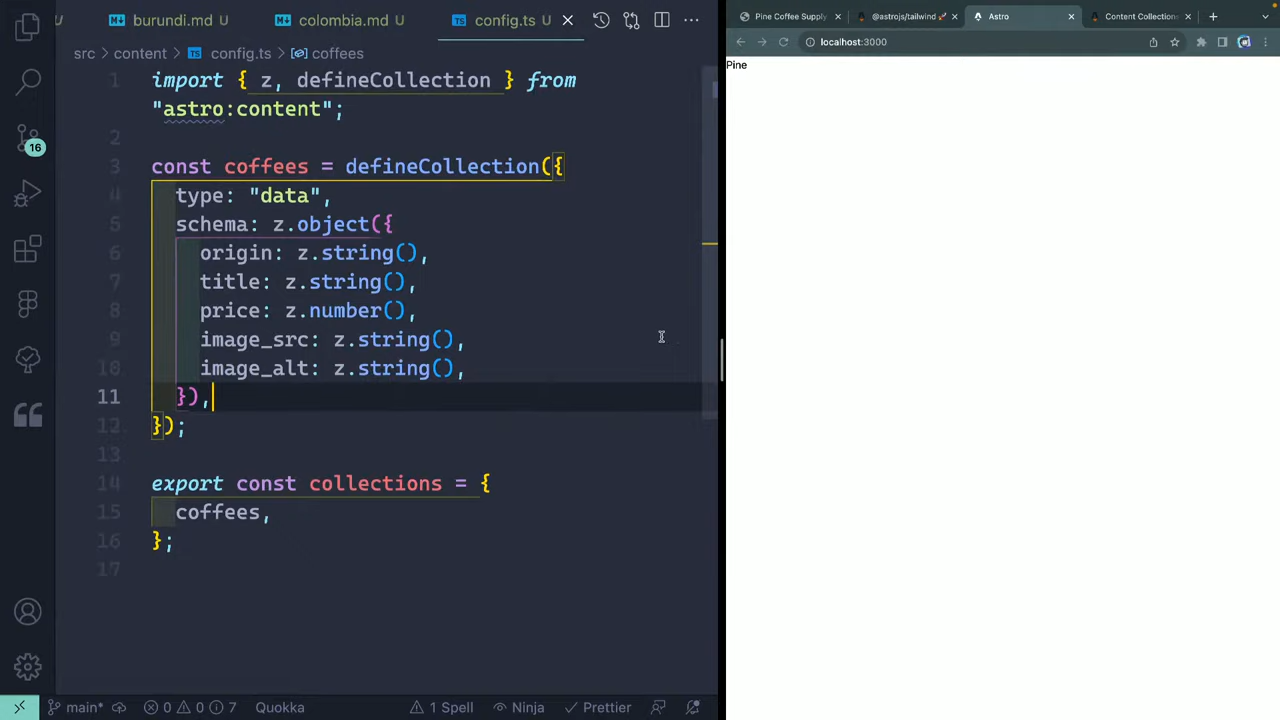 burundi.md U
colombia.md U
config.ts U
src > content > TS config.ts > coffees
1 import { z, defineCollection } from
"astro:content";
2
3 const coffees = defineCollection({
4 type: "data",
5 schema: z.object({
6 origin: z.string(),
7 title: z.string(),
8 price: z.number(),
9 image_src: z.string(),
10 image_alt: z.string(),
11 }),
12 });
13
14 export const collections = {
15 coffees,
16 };
17
16
main* 0 0 7 Quokka 1 Spell Ninja Prettier
Pine Coffee Supply
@astrojs/tailwind
Astro
Content Collection
localhost:3000
Pine